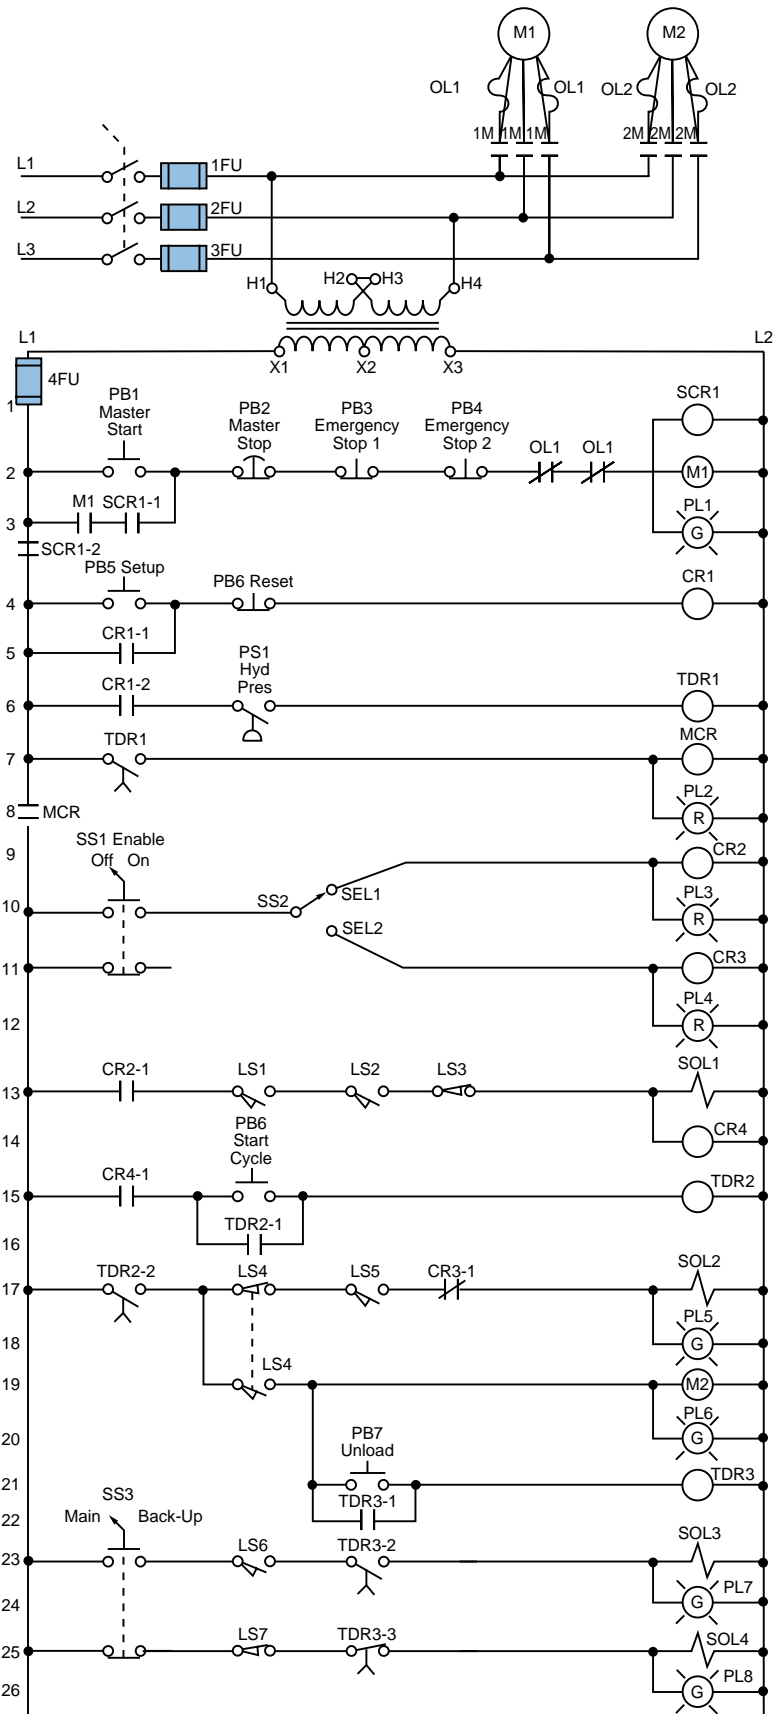 M1 M2
OL1 OL1 OL2 OL2
1M 1M 1M 2M 2M 2M
L1 1FU
L2 2FU
L3 3FU
H1 H2 H3 H4
L1 L2
X1 X2 X3
4FU
1 PB1 Master Start PB2 Master Stop PB3 Emergency Stop 1 PB4 Emergency Stop 2 SCR1
2 OL1 OL1 M1
3 M1 SCR1-1 PL1 G
SCR1-2
4 PB5 Setup PB6 Reset CR1
5 CR1-1
6 CR1-2 PS1 Hyd Pres TDR1
7 TDR1 MCR
8 MCR PL2 R
9 SS1 Enable Off On CR2
10 SS2 SEL1 PL3 R
SEL2
11 CR3
12 PL4 R
13 CR2-1 LS1 LS2 LS3 SOL1
14 CR4
15 CR4-1 PB6 Start Cycle TDR2
16 TDR2-1
17 TDR2-2 LS4 LS5 CR3-1 SOL2
18 PL5 G
19 LS4 M2
20 PL6 G
21 PB7 Unload TDR3
22 TDR3-1
SS3
Main Back-Up
23 LS6 TDR3-2 SOL3
24 PL7 G
25 LS7 TDR3-3 SOL4
26 PL8 G